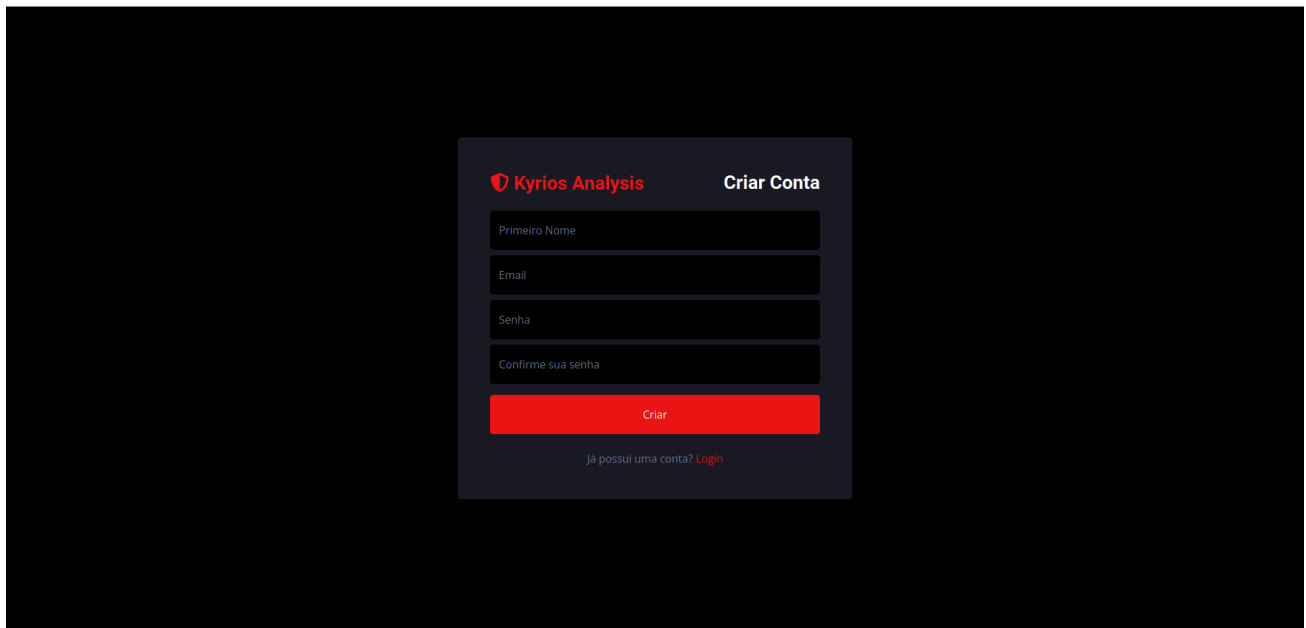 Kyrios Analysis Criar Conta
Primeiro Nome
Email
Senha
Confirme sua senha
Criar
Já possui uma conta? Login